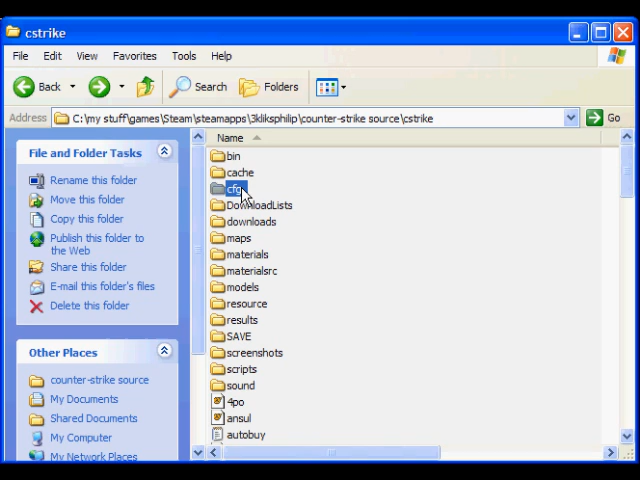 cstrike
File Edit View Favorites Tools Help
Back Search Folders
Address C:\my stuff\games\Steam\steamapps\3kliksphilip\counter-strike source\cstrike Go
File and Folder Tasks
Rename this folder
Move this folder
Copy this folder
Publish this folder to
the Web
Share this folder
E-mail this folder's files
Delete this folder
Other Places
counter-strike source
My Documents
Shared Documents
My Computer
My Network Places
Name
bin
cache
cfg
DownloadLists
downloads
maps
materials
materialsrc
models
resource
results
SAVE
screenshots
scripts
sound
4po
ansul
autobuy